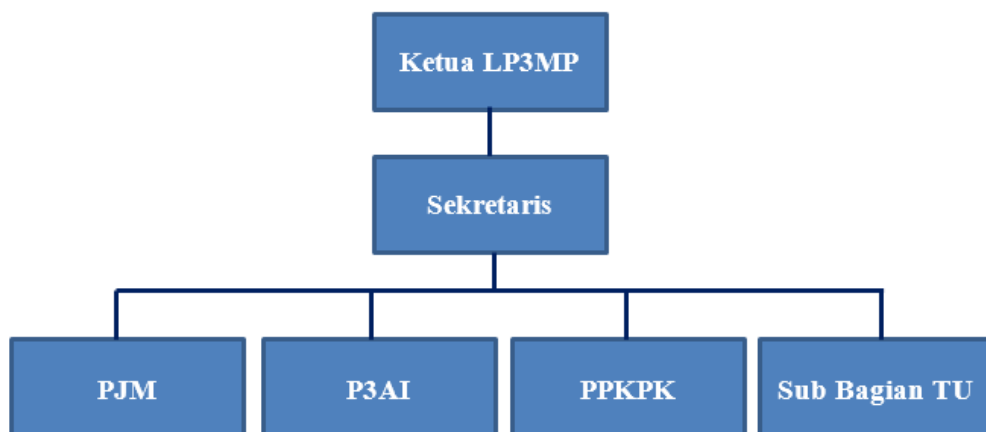 Ketua LP3MP
Sekretaris
PJM
P3AI
PPKPK
Sub Bagian TU